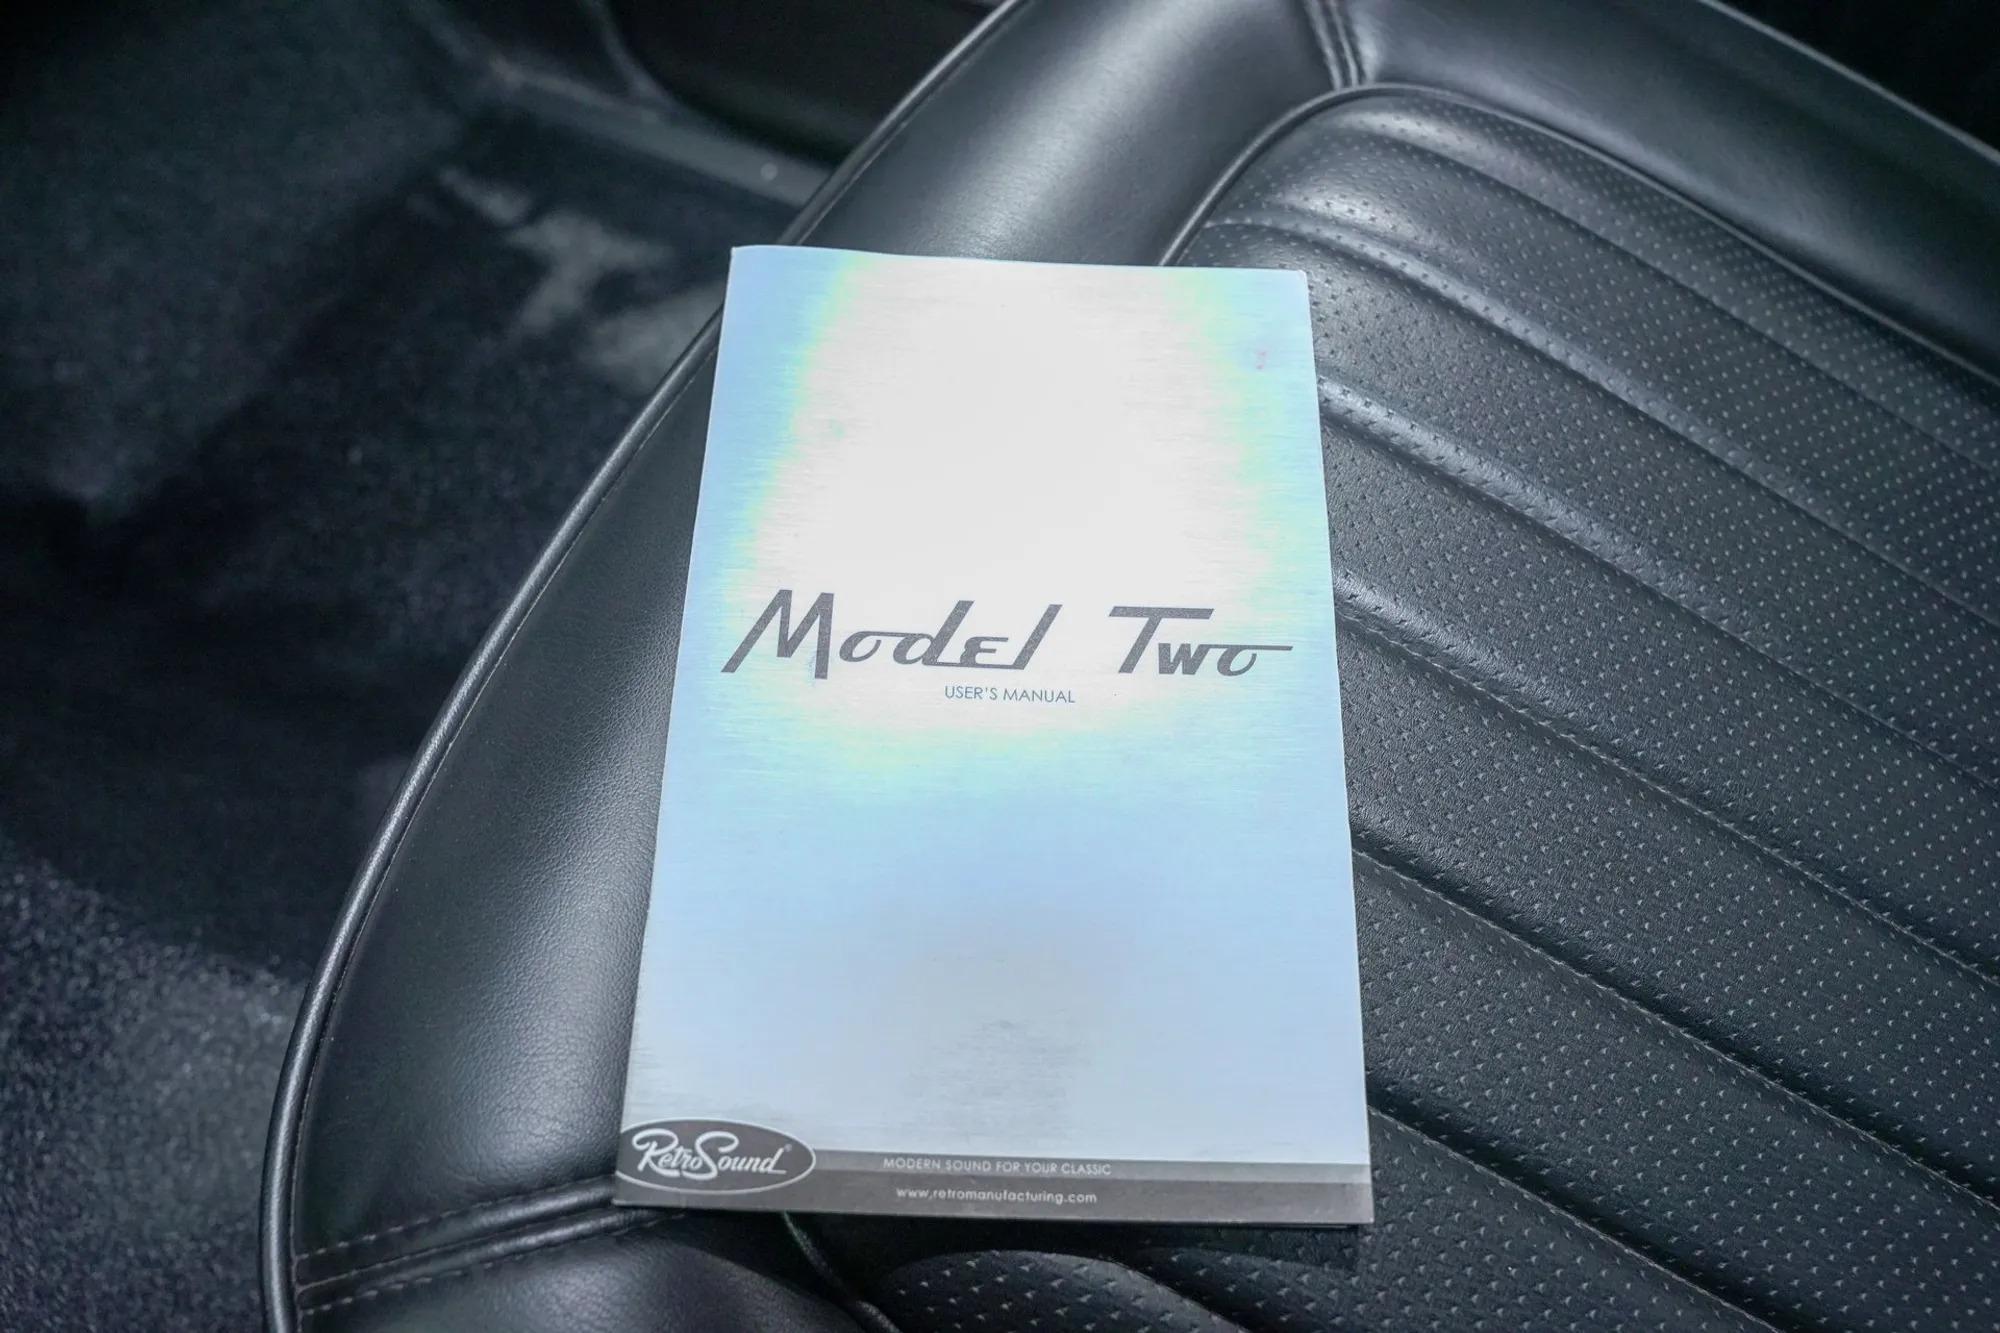 Model Two
USER'S MANUAL
RetroSound®
MODERN SOUND FOR YOUR CLASSIC
www.retromanufacturing.com